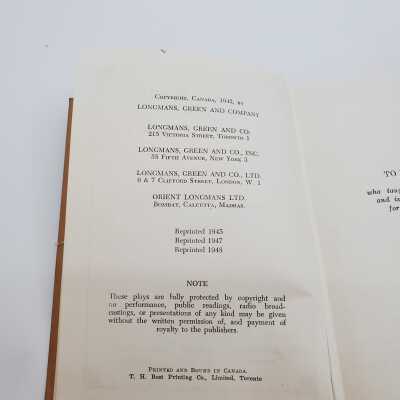 Copyright, Canada, 1942, by
LONGMANS, GREEN AND COMPANY
LONGMANS, GREEN AND CO.
215 Victoria Street, Toronto 1
LONGMANS, GREEN AND CO., INC.
55 Fifth Avenue, New York 3
LONGMANS, GREEN AND CO., LTD.
6 & 7 Clifford Street, London, W. 1
ORIENT LONGMANS LTD.
Bombay, Calcutta, Madras.
Reprinted 1945
Reprinted 1947
Reprinted 1948
NOTE
These plays are fully protected by copyright and
no performance, public readings, radio broad-
castings, or presentations of any kind may be given
without the written permission of, and payment of
royalty to the publishers.
Printed and Bound in Canada.
T. H. Best Printing Co., Limited, Toronto
TO
who
and
for